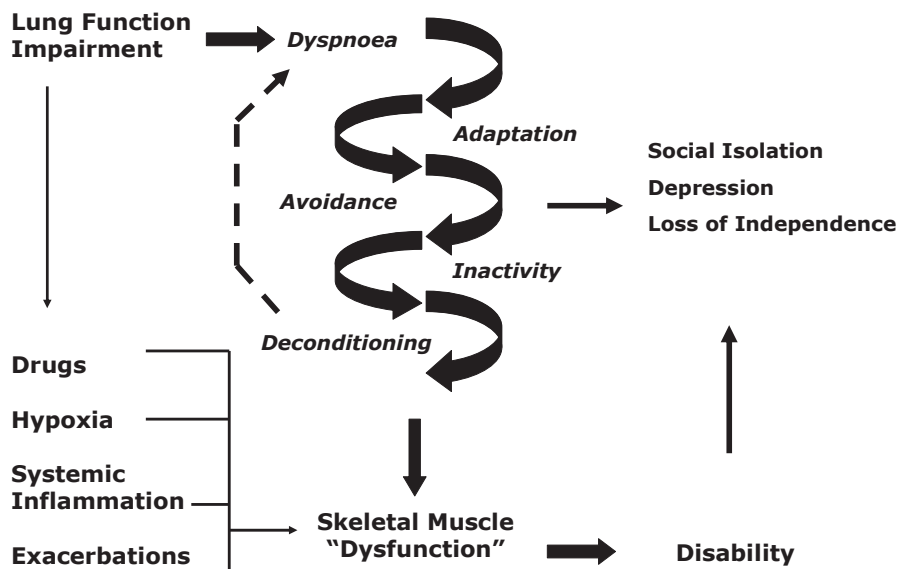 Lung Function
Impairment
Dyspnoea
Adaptation
Social Isolation
Avoidance
Depression
Loss of Independence
Inactivity
Deconditioning
Drugs
Hypoxia
Systemic
Inflammation
Exacerbations
Skeletal Muscle
“Dysfunction”
Disability